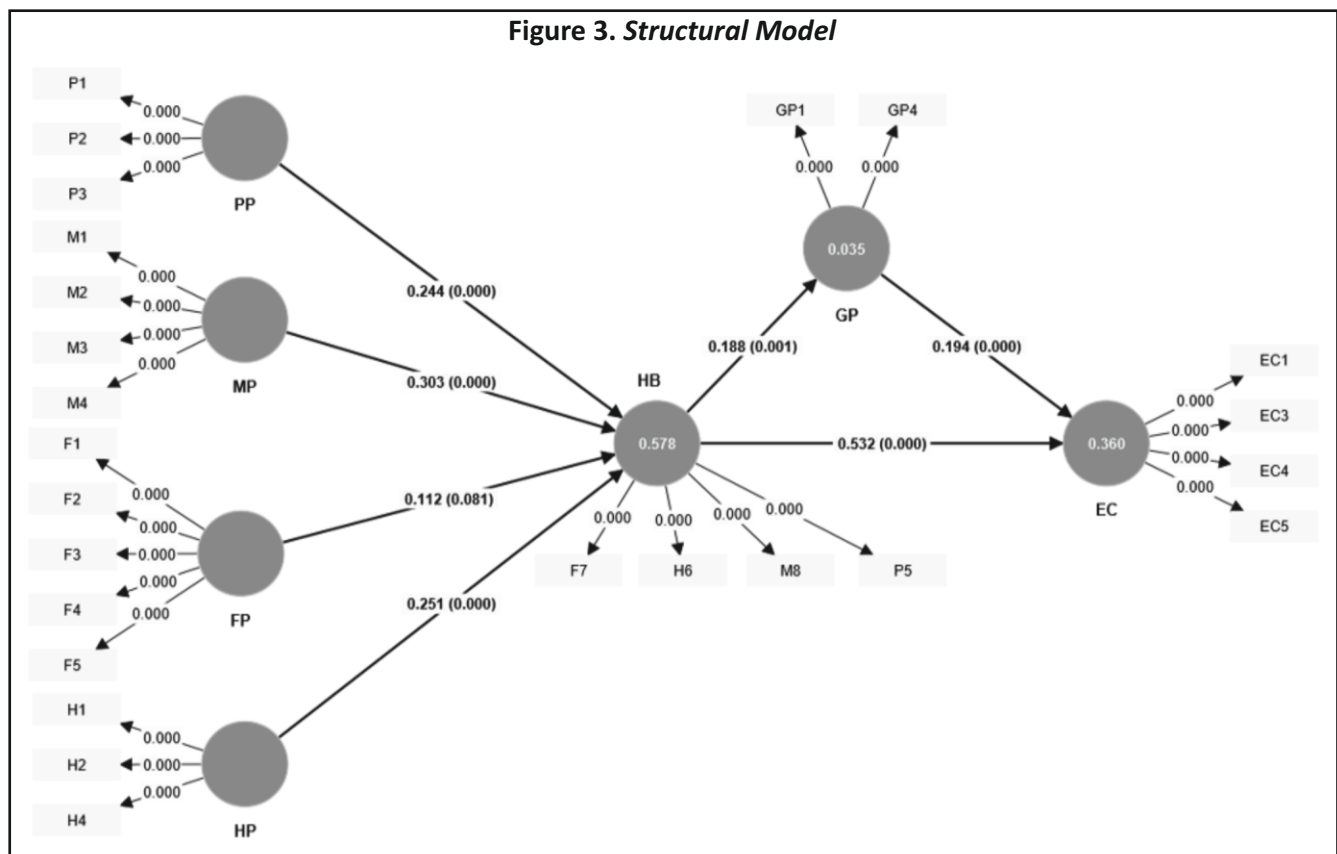 Figure 3. Structural Model
P1
0.000
P2
0.000
P3
0.000
PP
M1
0.000
M2
0.000
M3
0.000
M4
0.000
MP
F1
0.000
F2
0.000
F3
0.000
F4
0.000
F5
0.000
FP
H1
0.000
H2
0.000
H4
0.000
HP
0.244 (0.000)
0.303 (0.000)
0.112 (0.081)
0.251 (0.000)
HB
0.578
0.000
0.000
0.000
0.000
F7
H6
M8
P5
GP1
GP4
0.000
0.000
0.035
GP
0.188 (0.001)
0.194 (0.000)
0.532 (0.000)
0.360
EC
0.000
EC1
0.000
EC3
0.000
EC4
0.000
EC5